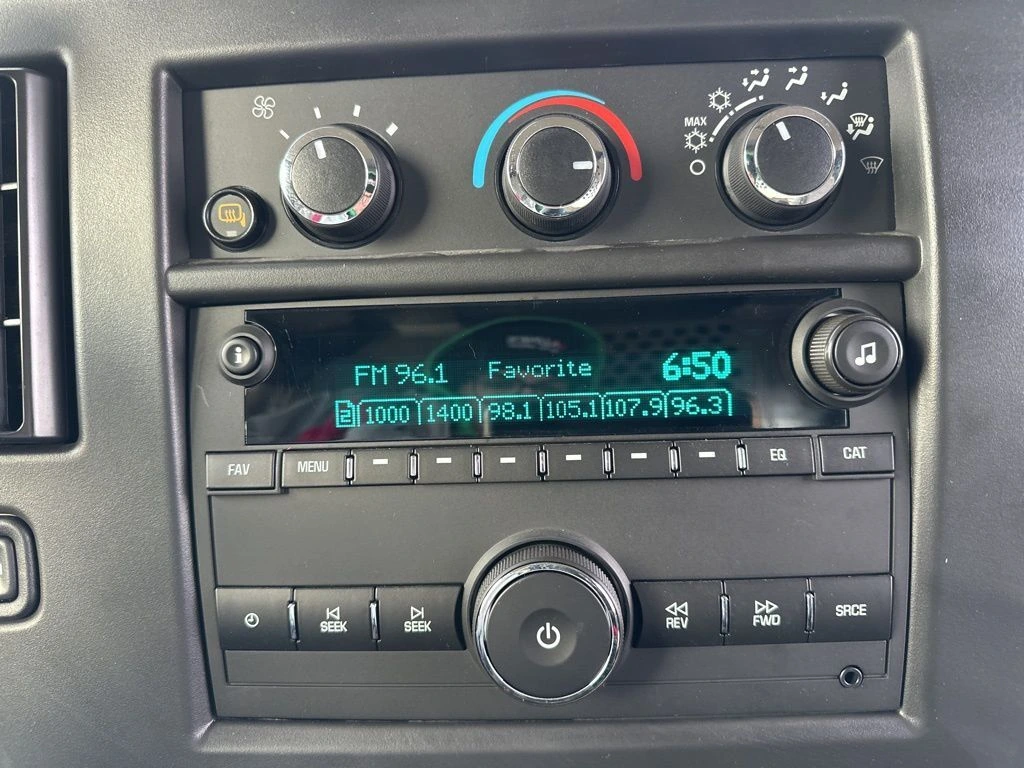 MAX
FM 96.1 Favorite 6:50
1000 1400 98.1 105.1 107.9 96.3
FAV MENU EQ CAT
SEEK SEEK REV FWD SRCE